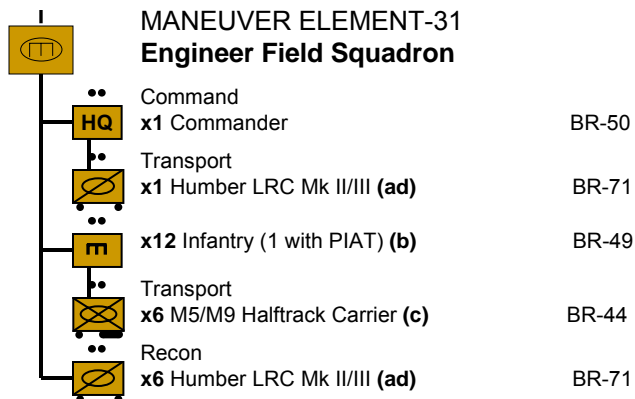 MANEUVER ELEMENT-31
Engineer Field Squadron
Command
HQ x1 Commander BR-50
Transport
x1 Humber LRC Mk II/III (ad) BR-71
x12 Infantry (1 with PIAT) (b) BR-49
Transport
x6 M5/M9 Halftrack Carrier (c) BR-44
Recon
x6 Humber LRC Mk II/III (ad) BR-71